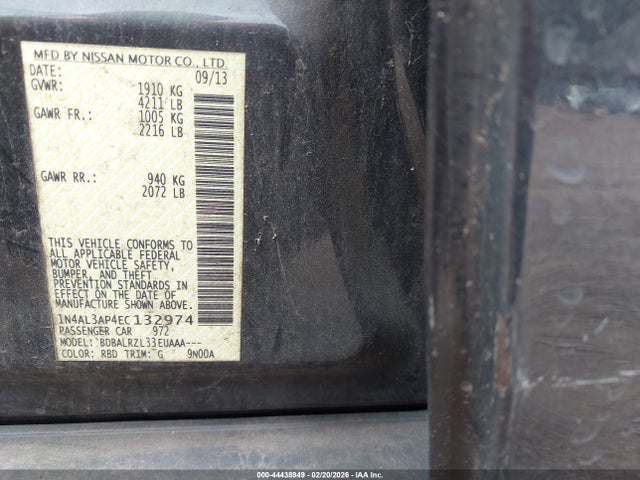 MFD BY NISSAN MOTOR CO., LTD.
DATE: 09/13
GVWR: 1910 KG
4211 LB
GAWR FR.: 1005 KG
2216 LB
GAWR RR.: 940 KG
2072 LB
THIS VEHICLE CONFORMS TO
ALL APPLICABLE FEDERAL
MOTOR VEHICLE SAFETY,
BUMPER, AND THEFT
PREVENTION STANDARDS IN
EFFECT ON THE DATE OF
MANUFACTURE SHOWN ABOVE.
1N4AL3AP4EC132974
PASSENGER CAR 972
MODEL: BDBALRZL33EUAAA---
COLOR: RBD TRIM: G 9N00A
000-44438949 | 02/20/2026 - IAA Inc.